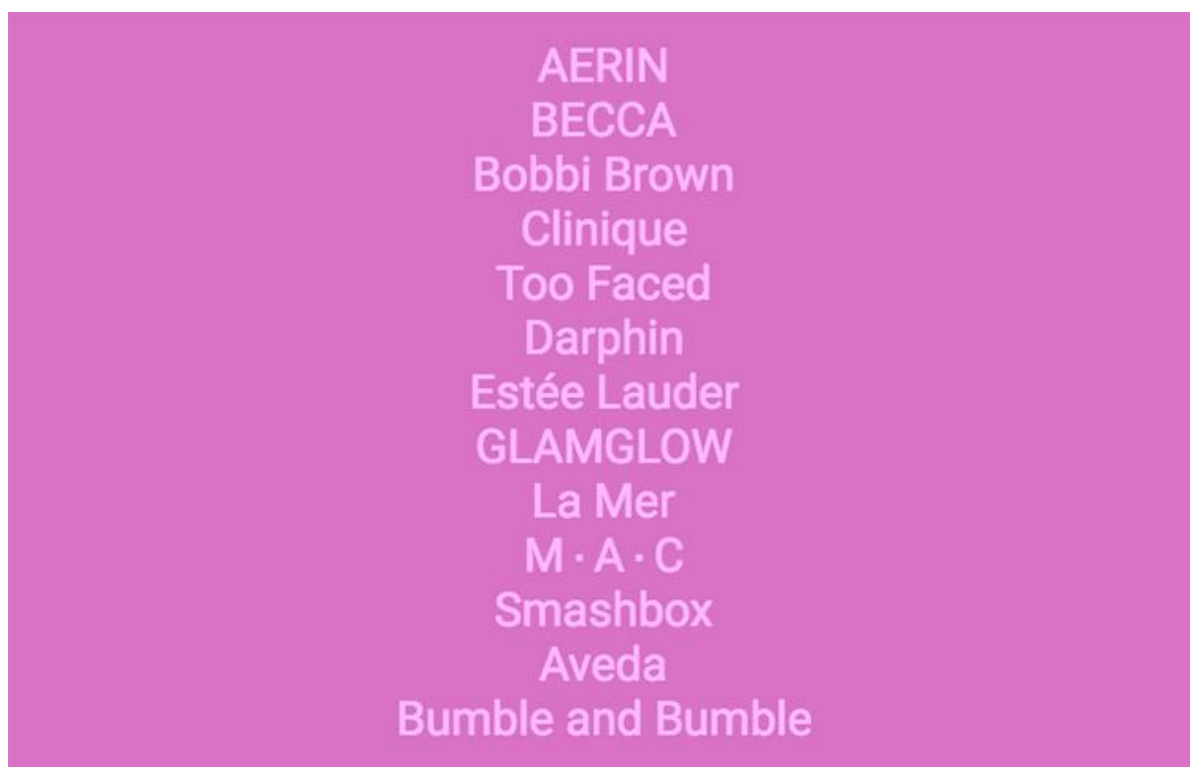 AERIN
BECCA
Bobbi Brown
Clinique
Too Faced
Darphin
Estée Lauder
GLAMGLOW
La Mer
M · A · C
Smashbox
Aveda
Bumble and Bumble